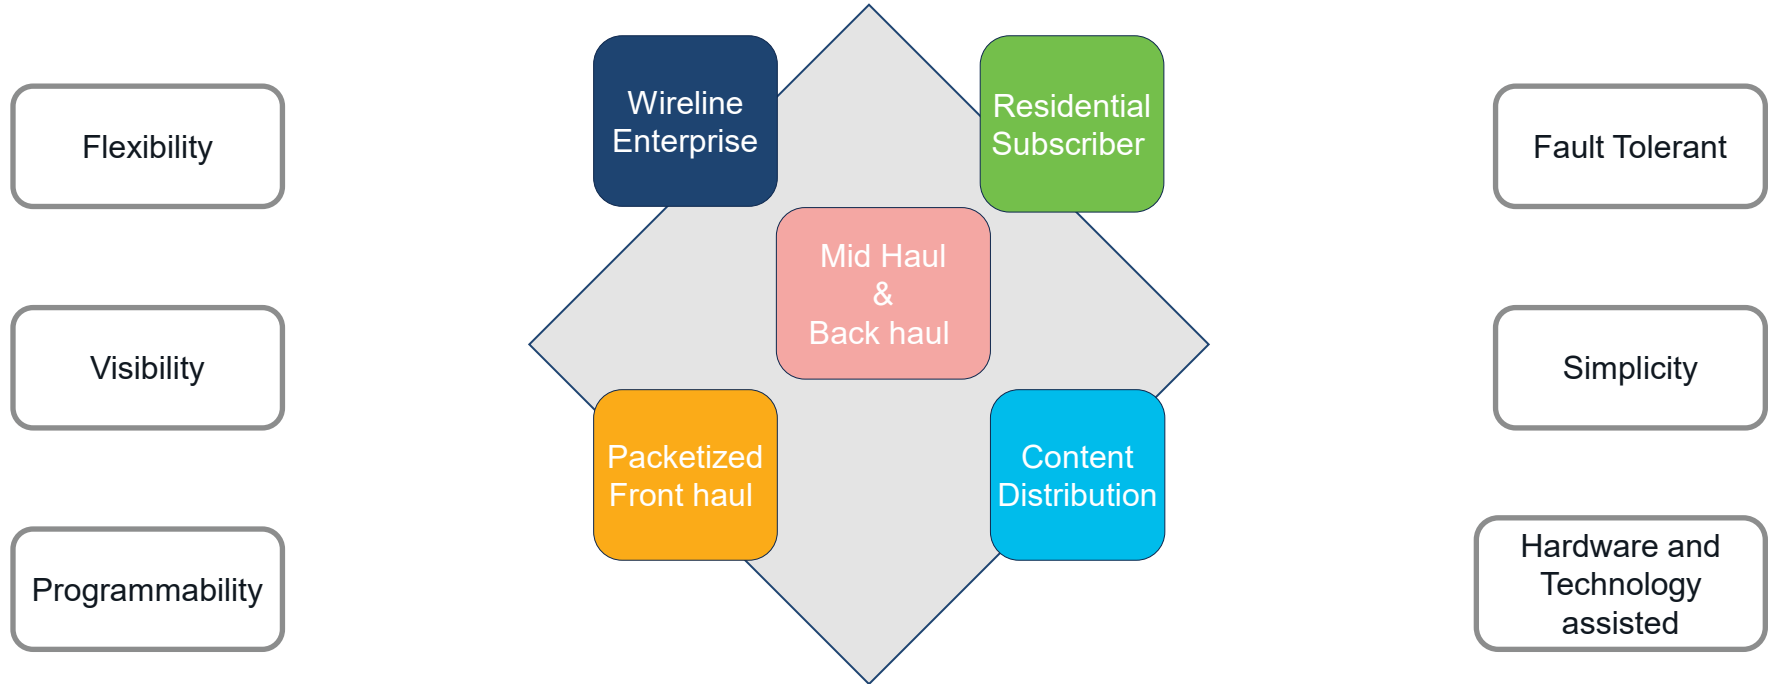 Flexibility
Visibility
Programmability
Wireline
Enterprise
Residential
Subscriber
Mid Haul
&
Back haul
Packetized
Front haul
Content
Distribution
Fault Tolerant
Simplicity
Hardware and
Technology
assisted